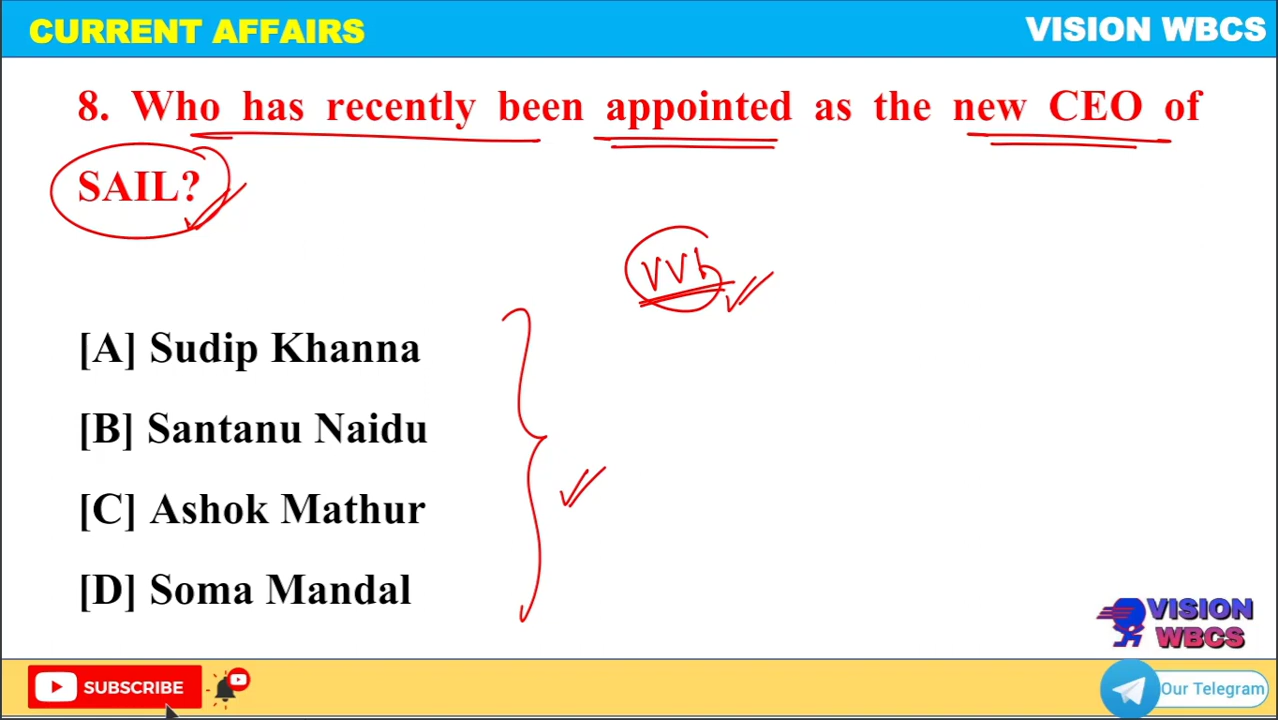 CURRENT AFFAIRS
VISION WBCS
8. Who has recently been appointed as the new CEO of
SAIL?
[A] Sudip Khanna
[B] Santanu Naidu
[C] Ashok Mathur
[D] Soma Mandal
VISION
WBCS
SUBSCRIBE
Our Telegram